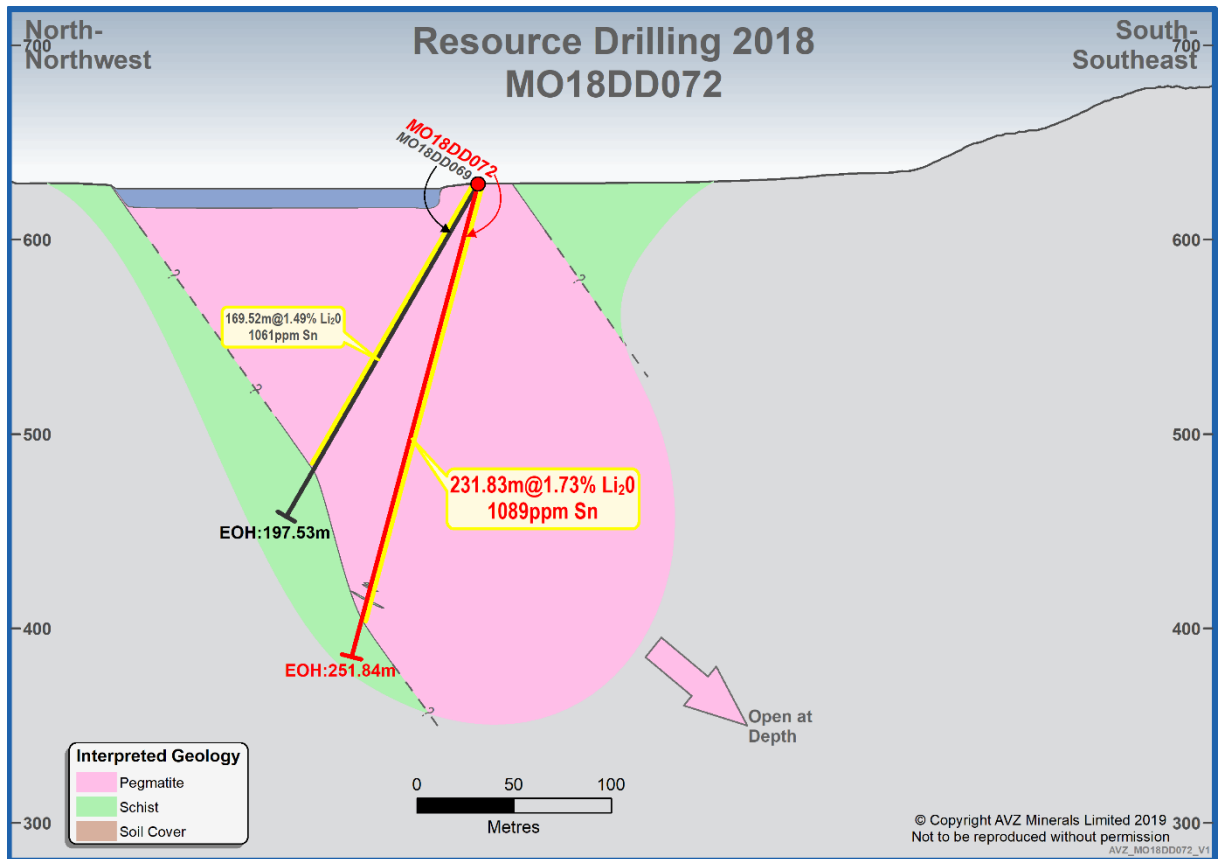 North-
Northwest
Resource Drilling 2018
MO18DD072
South-
Southeast
700
700
MO18DD072
MO18DD069
600
600
?
?
169.52m@1.49% Li₂0
1061ppm Sn
?
500
500
231.83m@1.73% Li₂0
1089ppm Sn
EOH:197.53m
400
400
EOH:251.84m
?
Open at
Depth
Interpreted Geology
Pegmatite
Schist
Soil Cover
0
50
100
Metres
300
300
© Copyright AVZ Minerals Limited 2019
Not to be reproduced without permission
AVZ_MO18DD072_V1